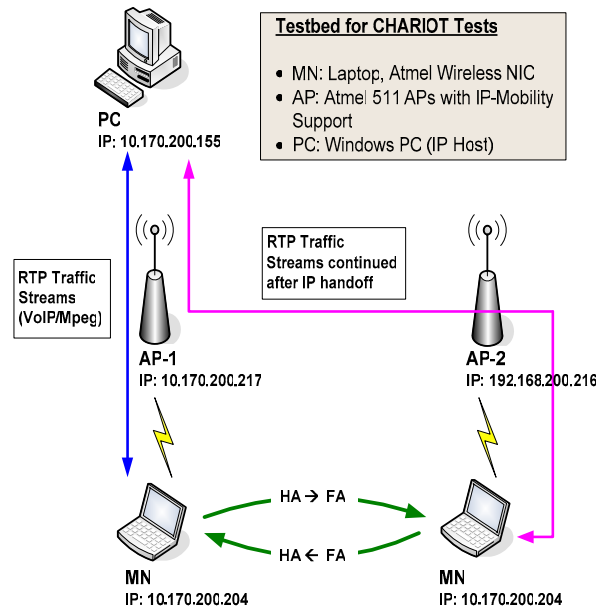 Testbed for CHARIOT Tests
• MN: Laptop, Atmel Wireless NIC
• AP: Atmel 511 APs with IP-Mobility
Support
• PC: Windows PC (IP Host)
PC
IP: 10.170.200.155
RTP Traffic
Streams
(VoIP/Mpeg)
RTP Traffic
Streams continued
after IP handoff
AP-1
IP: 10.170.200.217
AP-2
IP: 192.168.200.216
HA → FA
HA ← FA
MN
IP: 10.170.200.204
MN
IP: 10.170.200.204